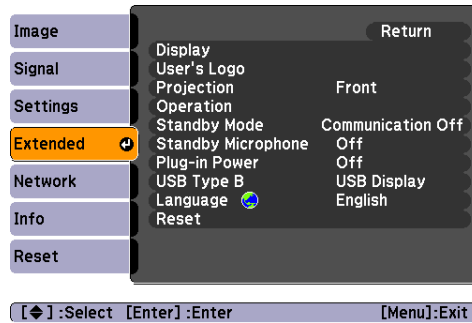 Image
Signal
Settings
Extended
Network
Info
Reset
Return
Display
User's Logo
Projection Front
Operation
Standby Mode Communication Off
Standby Microphone Off
Plug-in Power Off
USB Type B USB Display
Language English
Reset
[ ] :Select [Enter] :Enter [Menu]:Exit